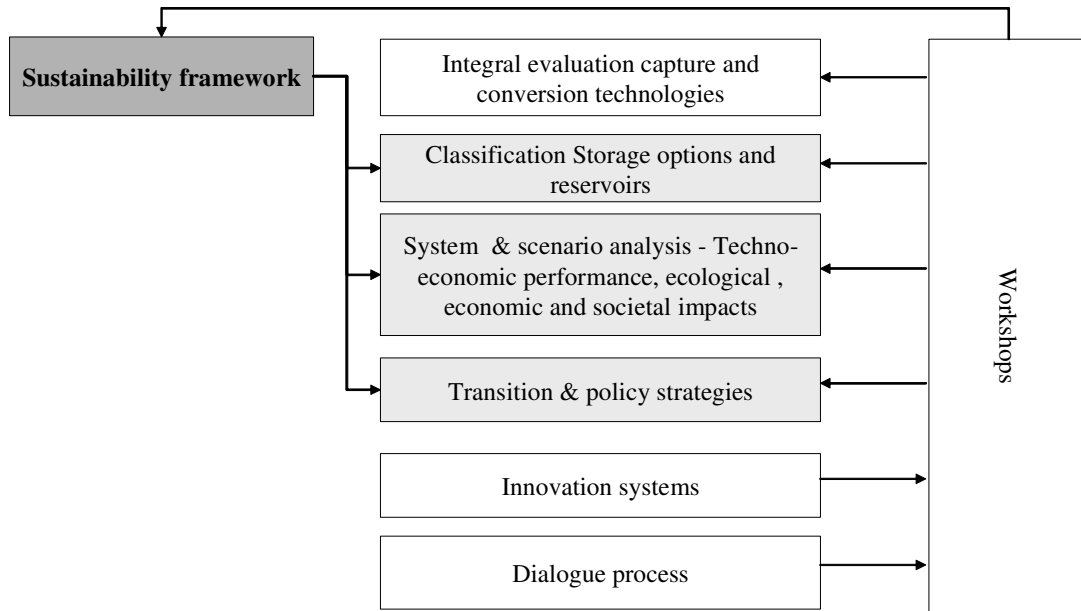 Sustainability framework
Integral evaluation capture and
conversion technologies
Classification Storage options and
reservoirs
System & scenario analysis - Techno-
economic performance, ecological ,
economic and societal impacts
Transition & policy strategies
Innovation systems
Dialogue process
Workshops